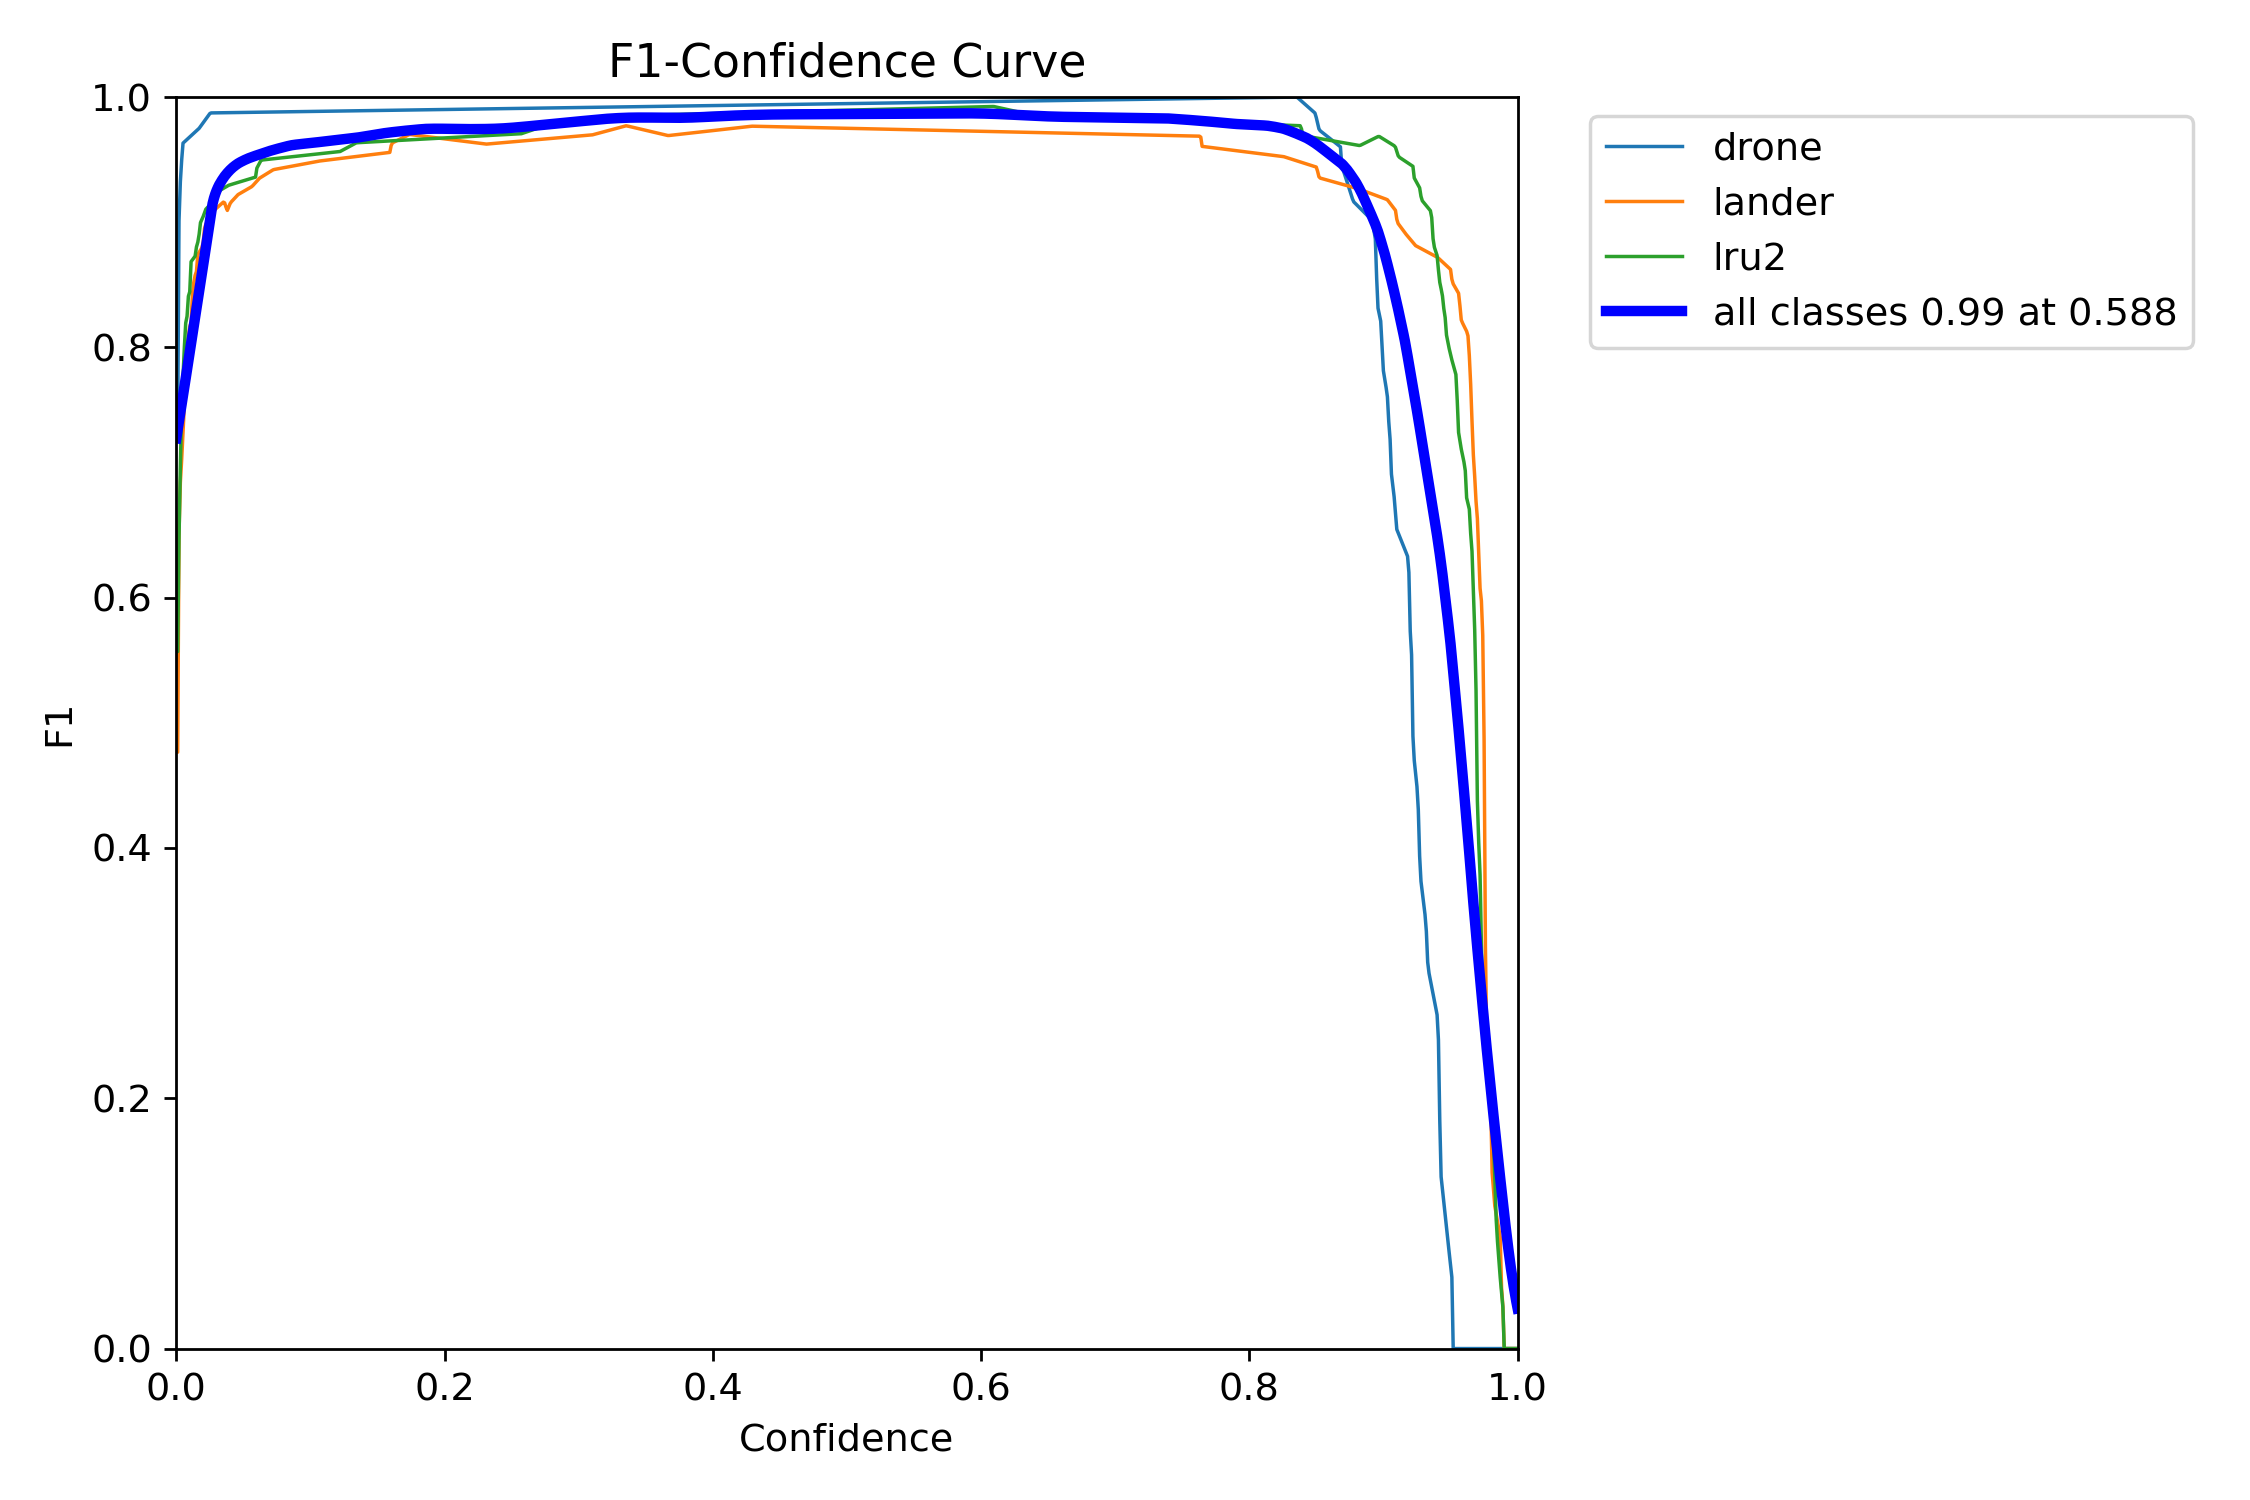 F1-Confidence Curve
1.0
0.8
0.6
0.4
0.2
0.0
F1
0.0 0.2 0.4 0.6 0.8 1.0
Confidence
drone
lander
lru2
all classes 0.99 at 0.588